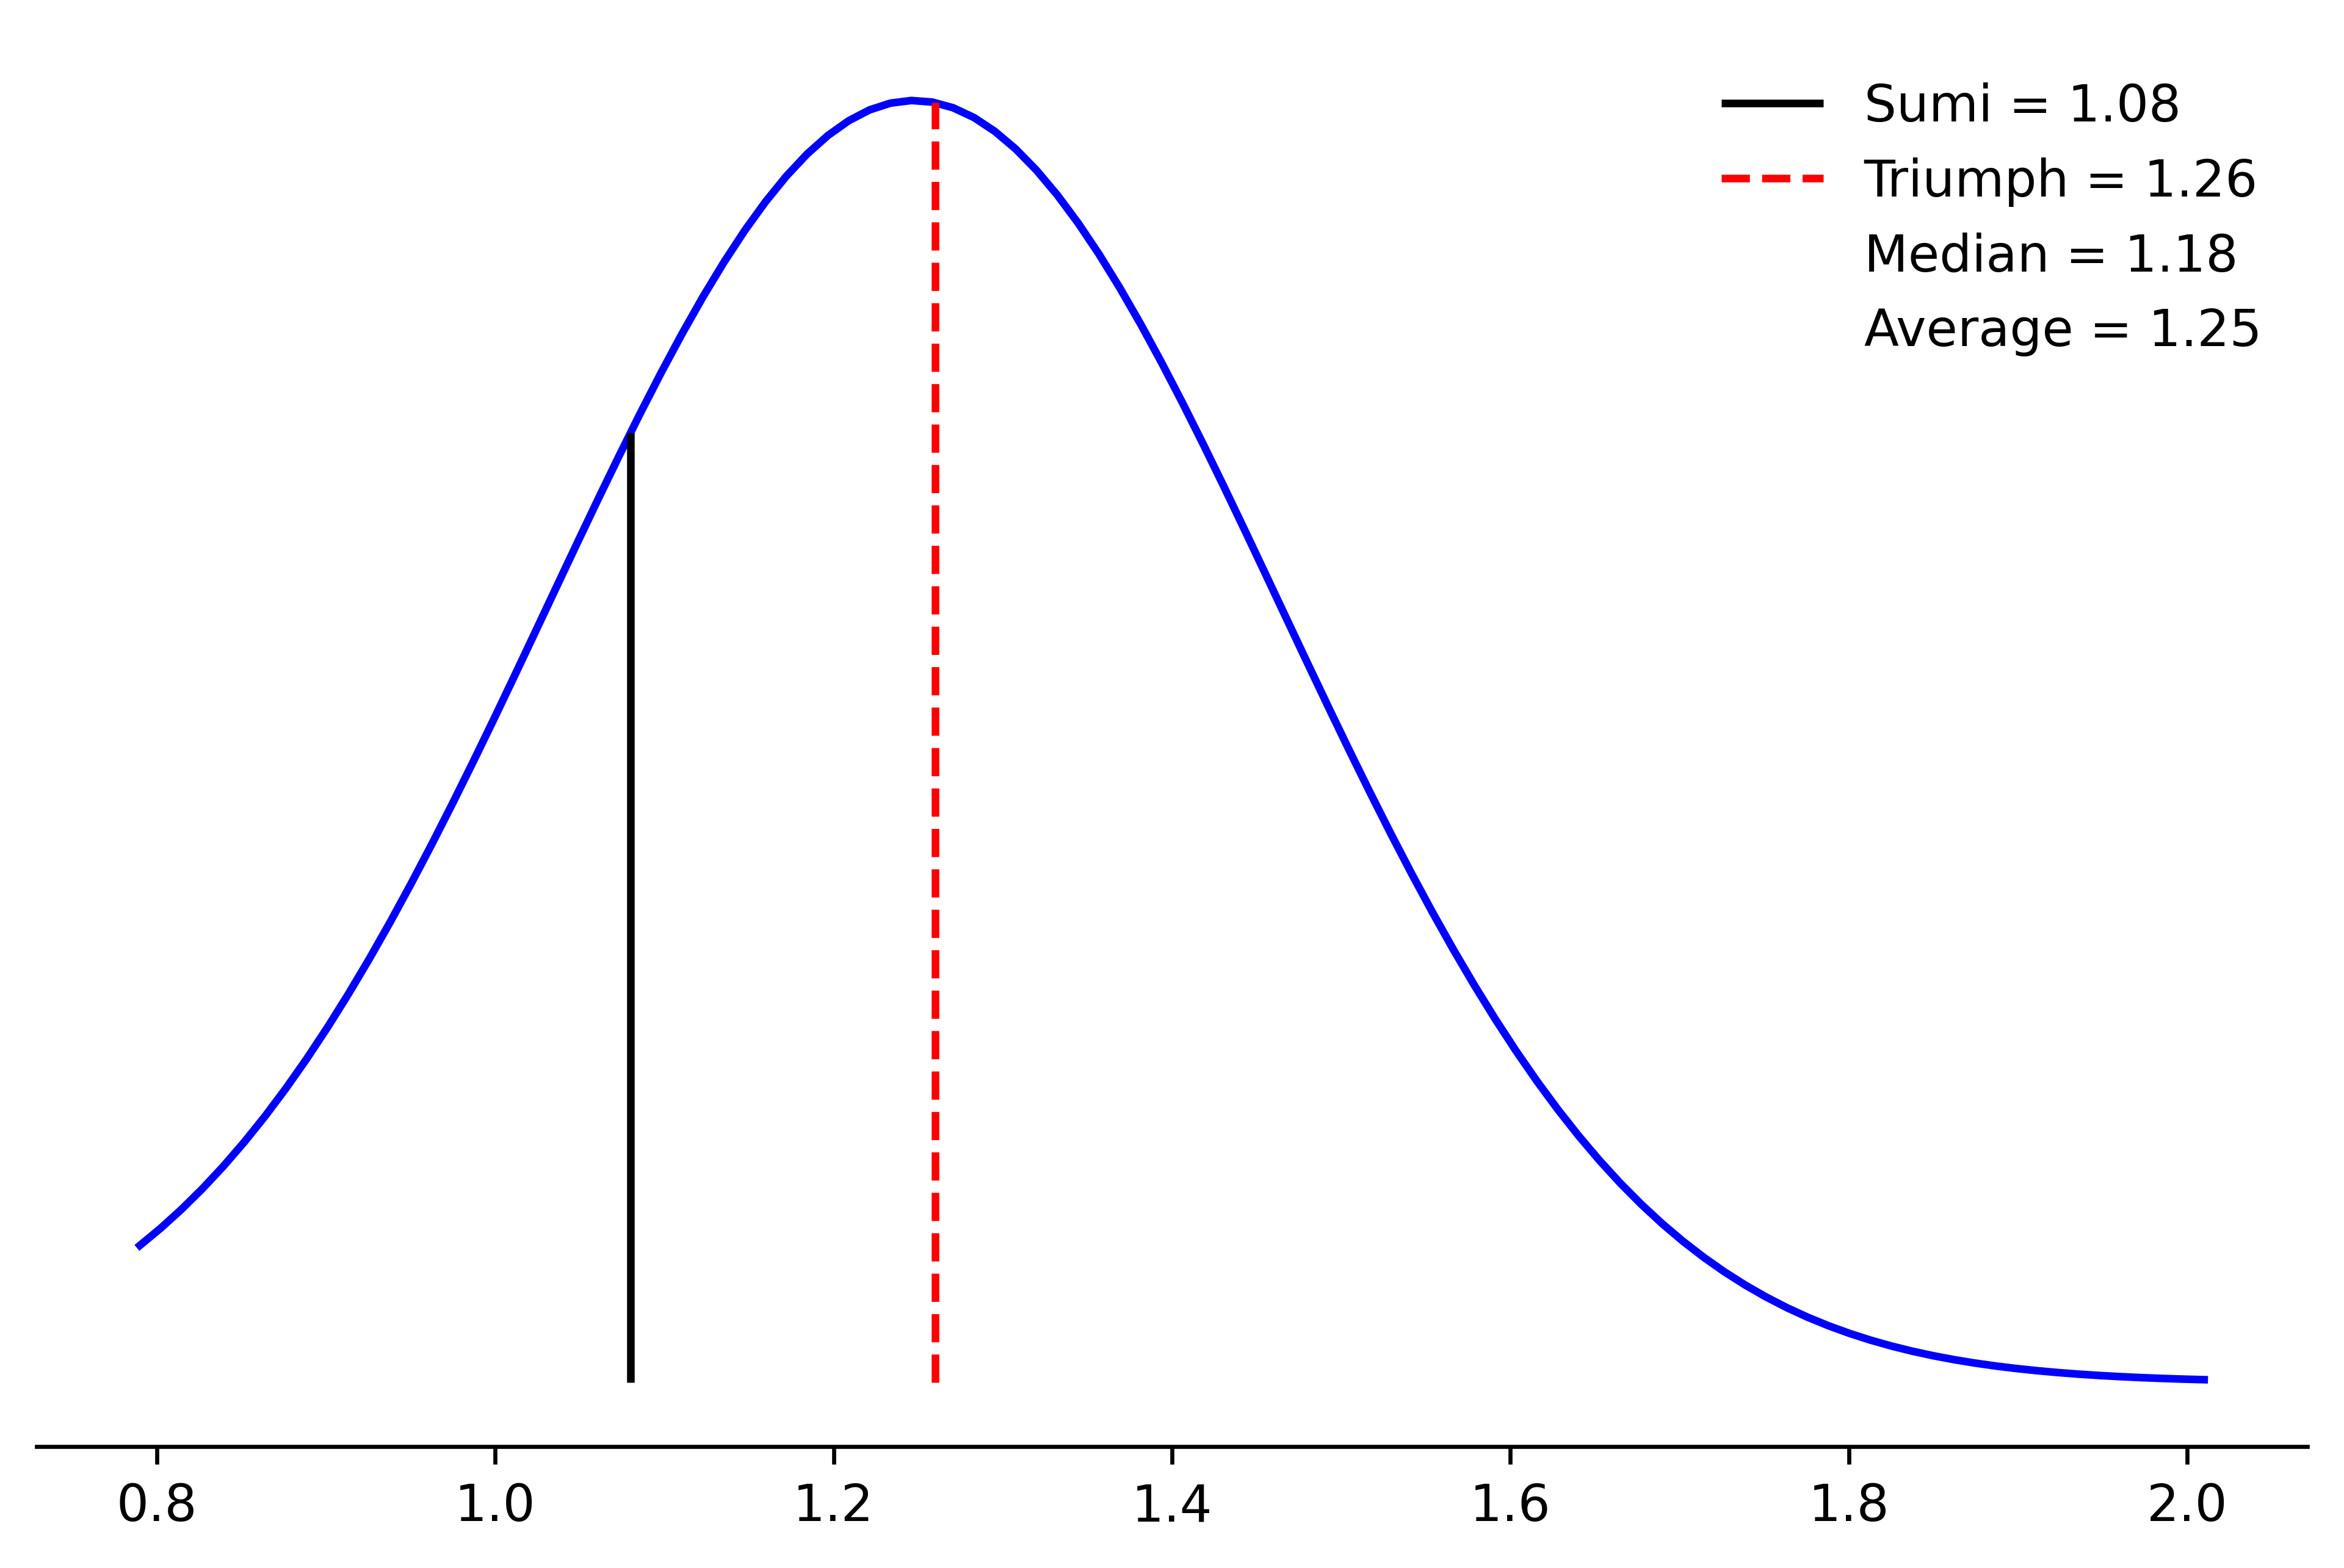 Sumi = 1.08
Triumph = 1.26
Median = 1.18
Average = 1.25
0.8 1.0 1.2 1.4 1.6 1.8 2.0